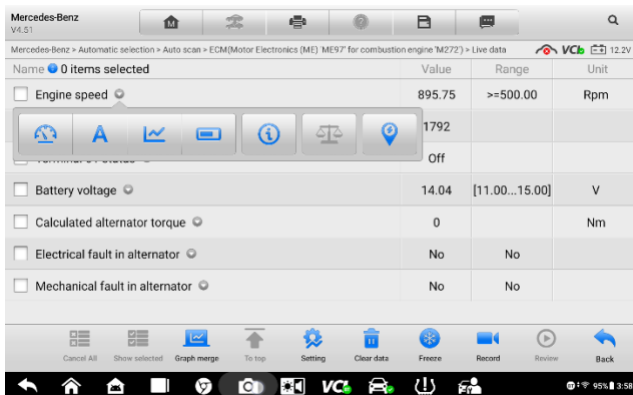 Mercedes-Benz
V4.51
M
?
Mercedes-Benz > Automatic selection > Auto scan > ECM(Motor Electronics (ME) 'ME97' for combustion engine 'M272') > Live data
VCI 12.2V
Name 0 items selected Value Range Unit
Engine speed 895.75 >=500.00 Rpm
A i 1792
Off
Battery voltage 14.04 [11.00...15.00] V
Calculated alternator torque 0 Nm
Electrical fault in alternator No No
Mechanical fault in alternator No No
Cancel All Show selected Graph merge To top Setting Clear data Freeze Record Review Back
VCI 95% 3:58